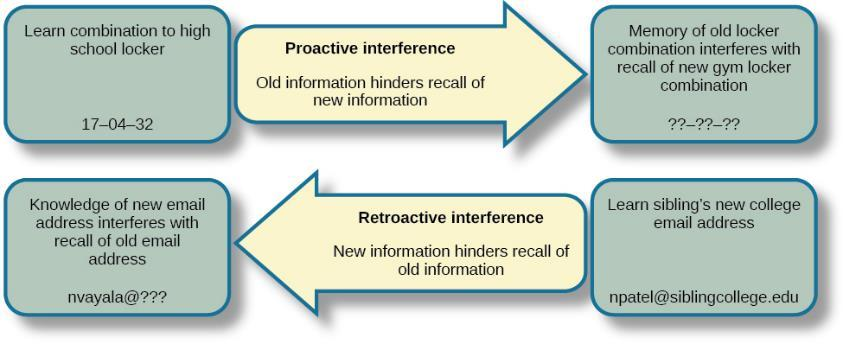 Learn combination to high
school locker
17–04–32
Proactive interference
Old information hinders recall of
new information
Memory of old locker
combination interferes with
recall of new gym locker
combination
??–??–??
Knowledge of new email
address interferes with
recall of old email
address
nvayala@???
Retroactive interference
New information hinders recall of
old information
Learn sibling's new college
email address
npatel@siblingcollege.edu